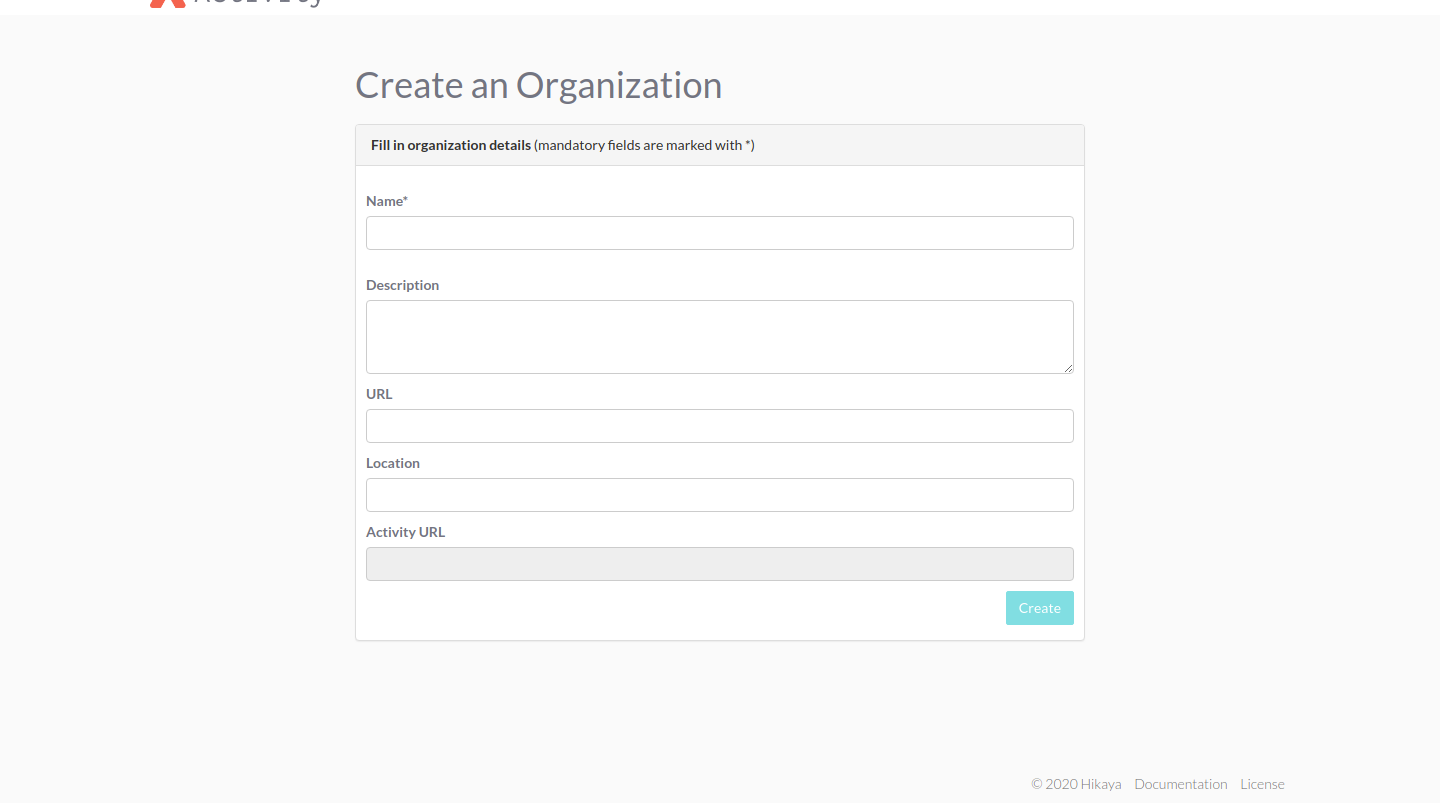 Create an Organization
Fill in organization details (mandatory fields are marked with *)
Name*
Description
URL
Location
Activity URL
Create
© 2020 Hikaya Documentation License